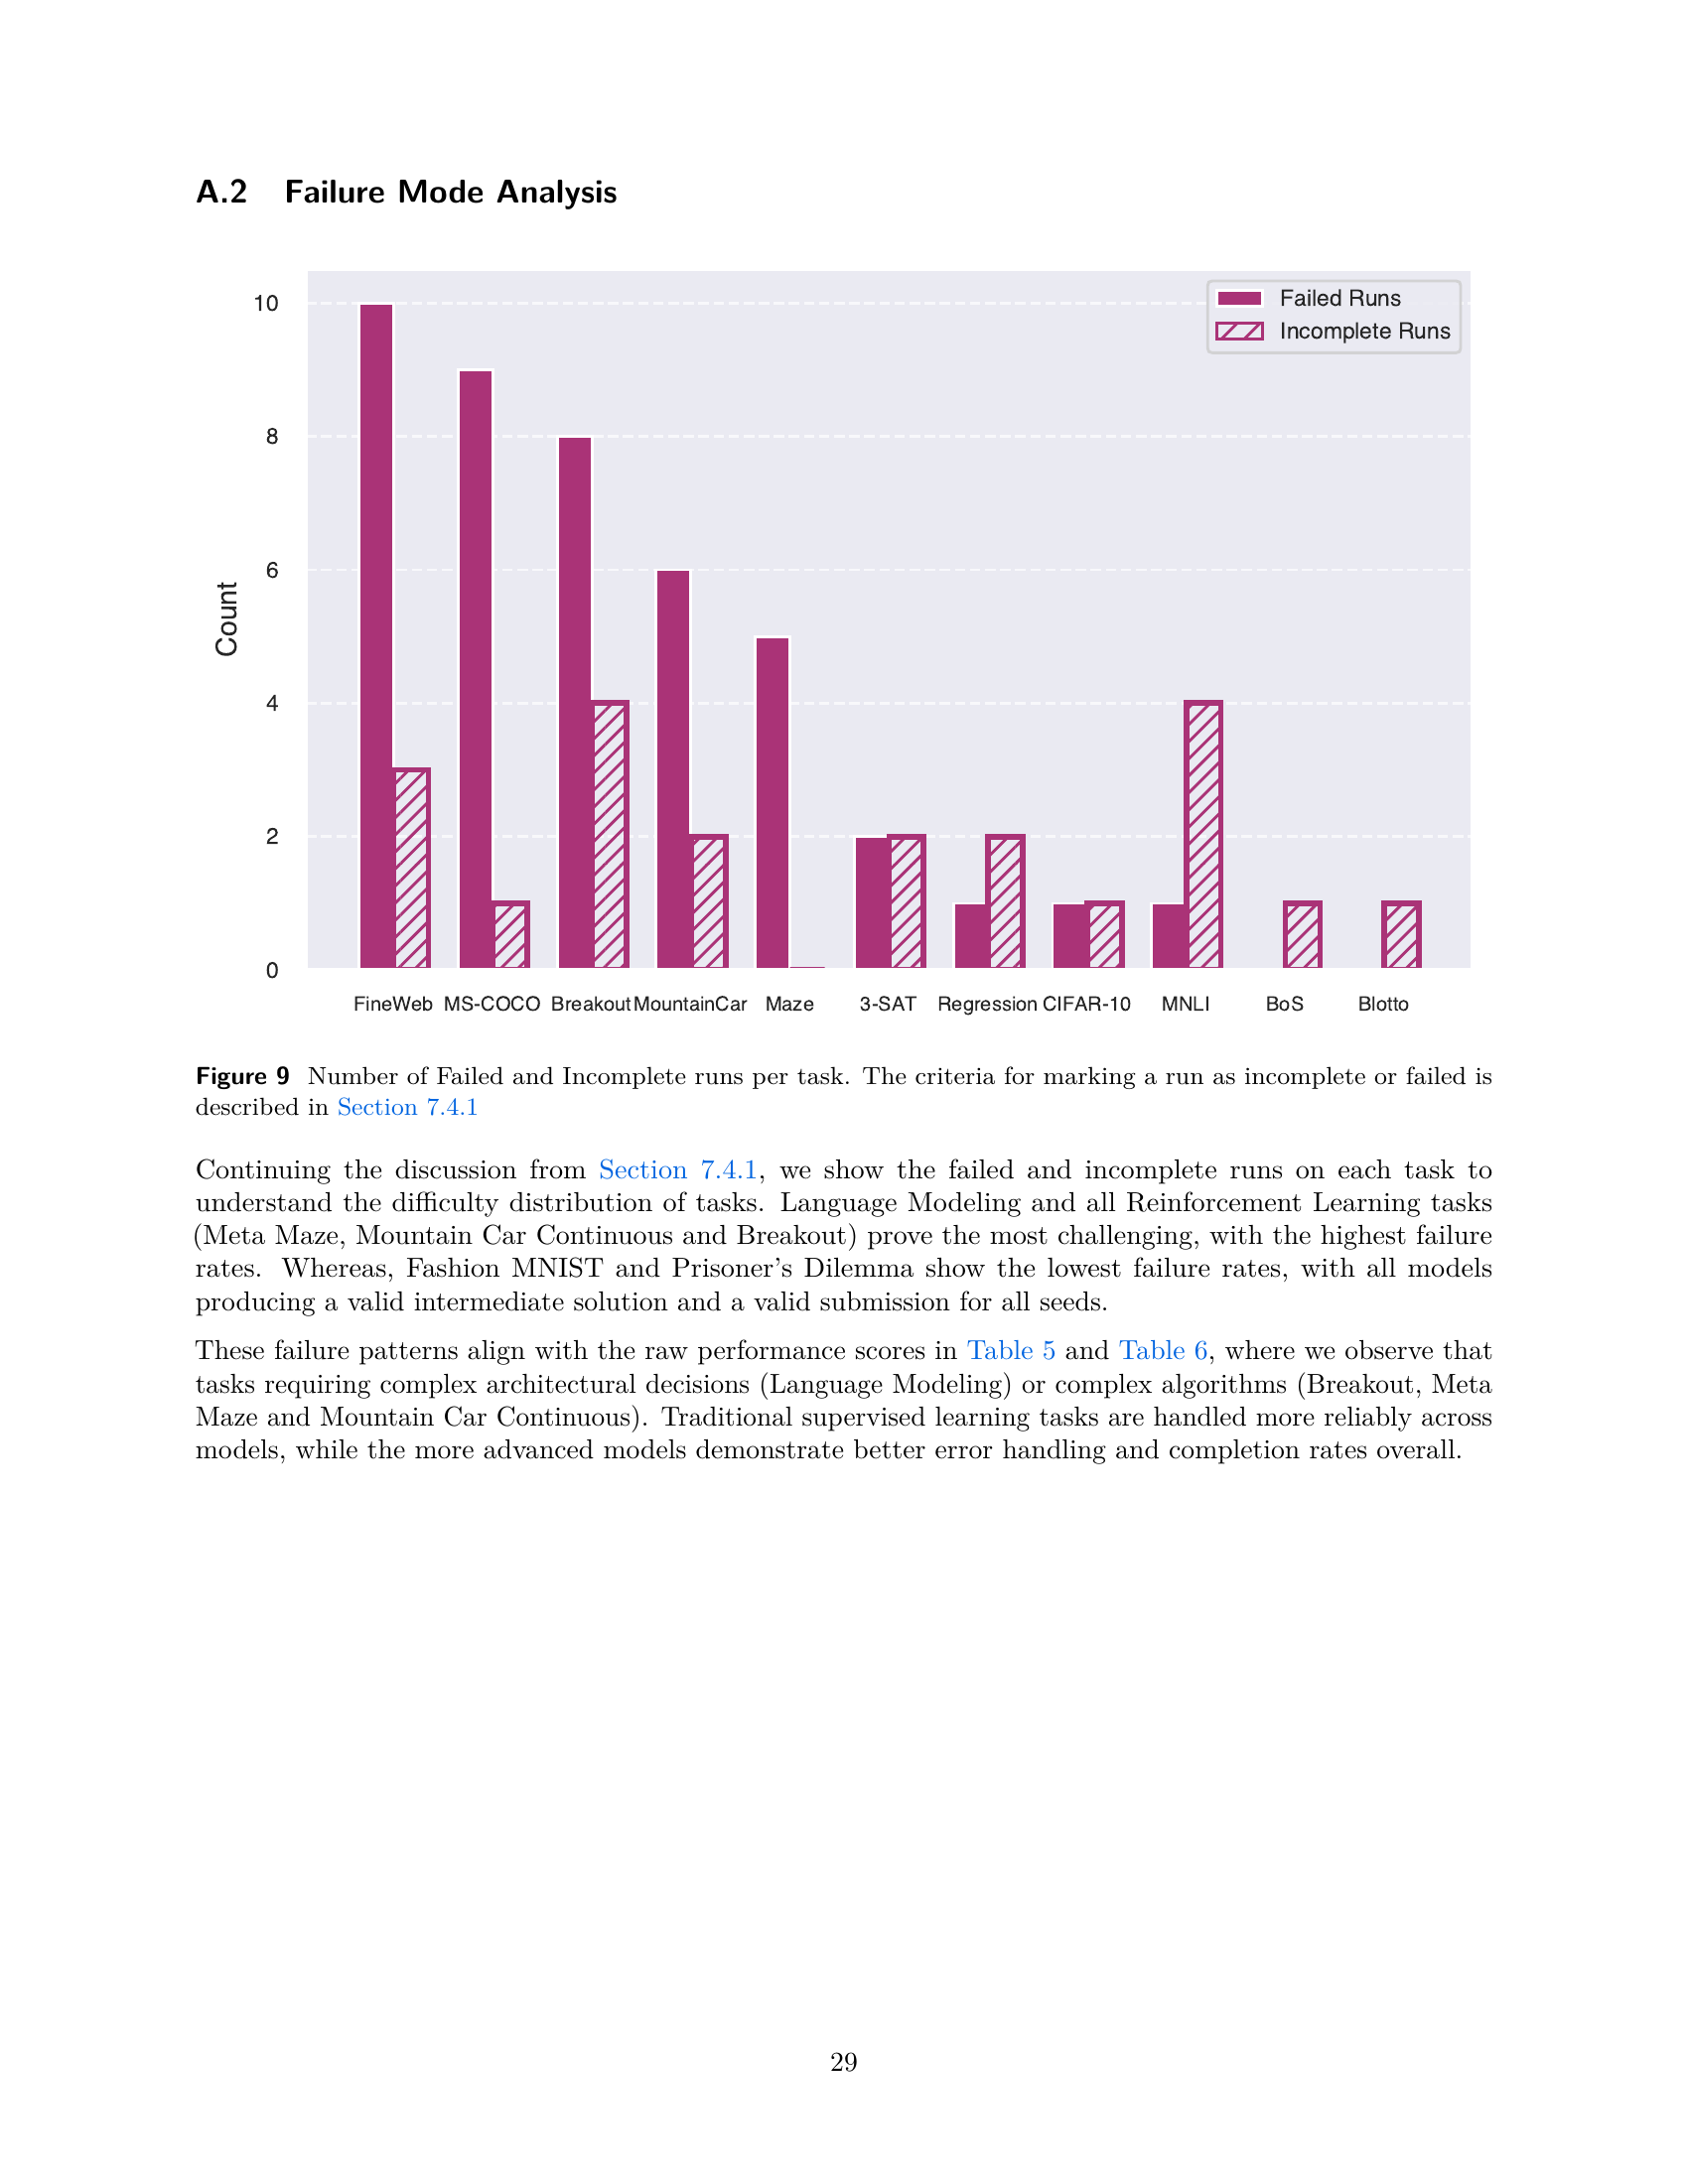 A.2 Failure Mode Analysis
10
8
6
4
2
0
Count
Failed Runs
Incomplete Runs
FineWeb MS-COCO Breakout MountainCar Maze 3-SAT Regression CIFAR-10 MNLI BoS Blotto
Figure 9 Number of Failed and Incomplete runs per task. The criteria for marking a run as incomplete or failed is
described in Section 7.4.1
Continuing the discussion from Section 7.4.1, we show the failed and incomplete runs on each task to
understand the difficulty distribution of tasks. Language Modeling and all Reinforcement Learning tasks
(Meta Maze, Mountain Car Continuous and Breakout) prove the most challenging, with the highest failure
rates. Whereas, Fashion MNIST and Prisoner's Dilemma show the lowest failure rates, with all models
producing a valid intermediate solution and a valid submission for all seeds.
These failure patterns align with the raw performance scores in Table 5 and Table 6, where we observe that
tasks requiring complex architectural decisions (Language Modeling) or complex algorithms (Breakout, Meta
Maze and Mountain Car Continuous). Traditional supervised learning tasks are handled more reliably across
models, while the more advanced models demonstrate better error handling and completion rates overall.
29